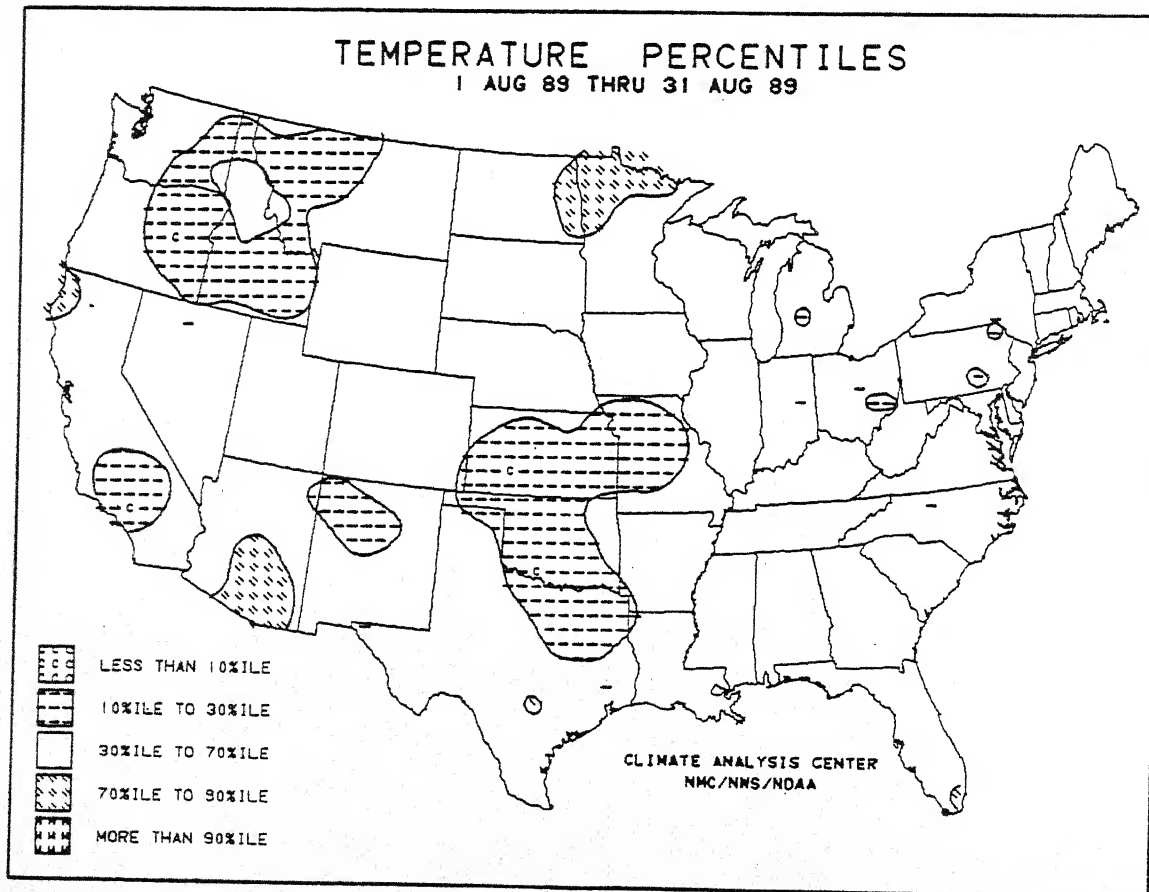 TEMPERATURE PERCENTILES
1 AUG 89 THRU 31 AUG 89
C
C
C
C
LESS THAN 10%ILE
10%ILE TO 30%ILE
30%ILE TO 70%ILE
70%ILE TO 90%ILE
MORE THAN 90%ILE
CLIMATE ANALYSIS CENTER
NMC/NWS/NOAA